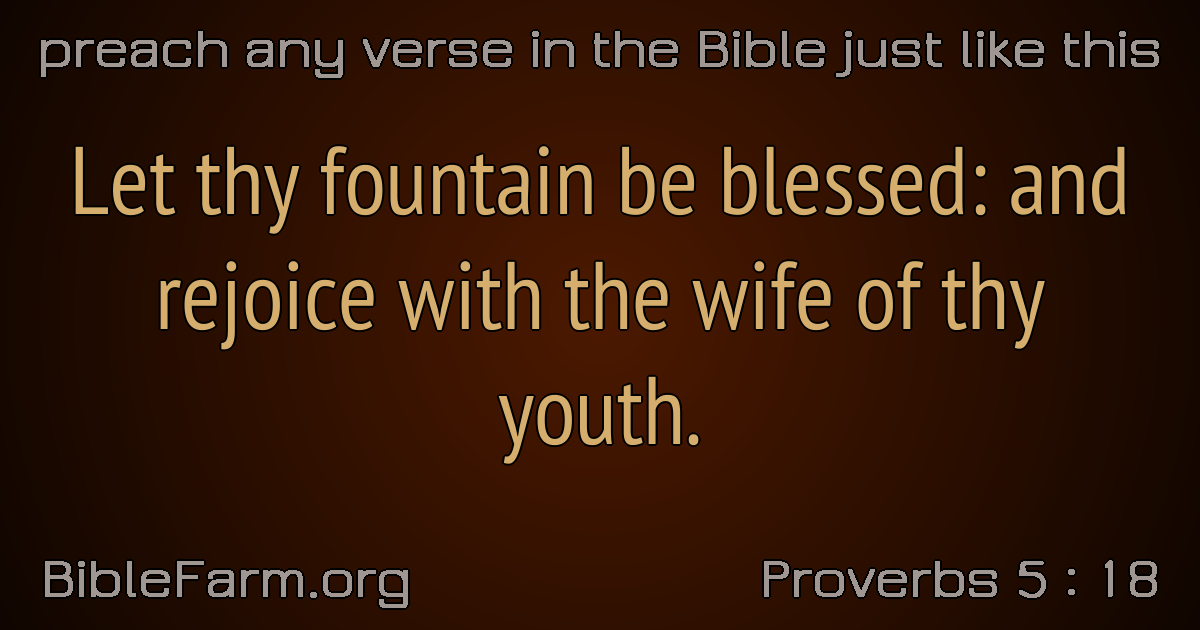 preach any verse in the Bible just like this
Let thy fountain be blessed: and
rejoice with the wife of thy
youth.
BibleFarm.org
Proverbs 5 : 18